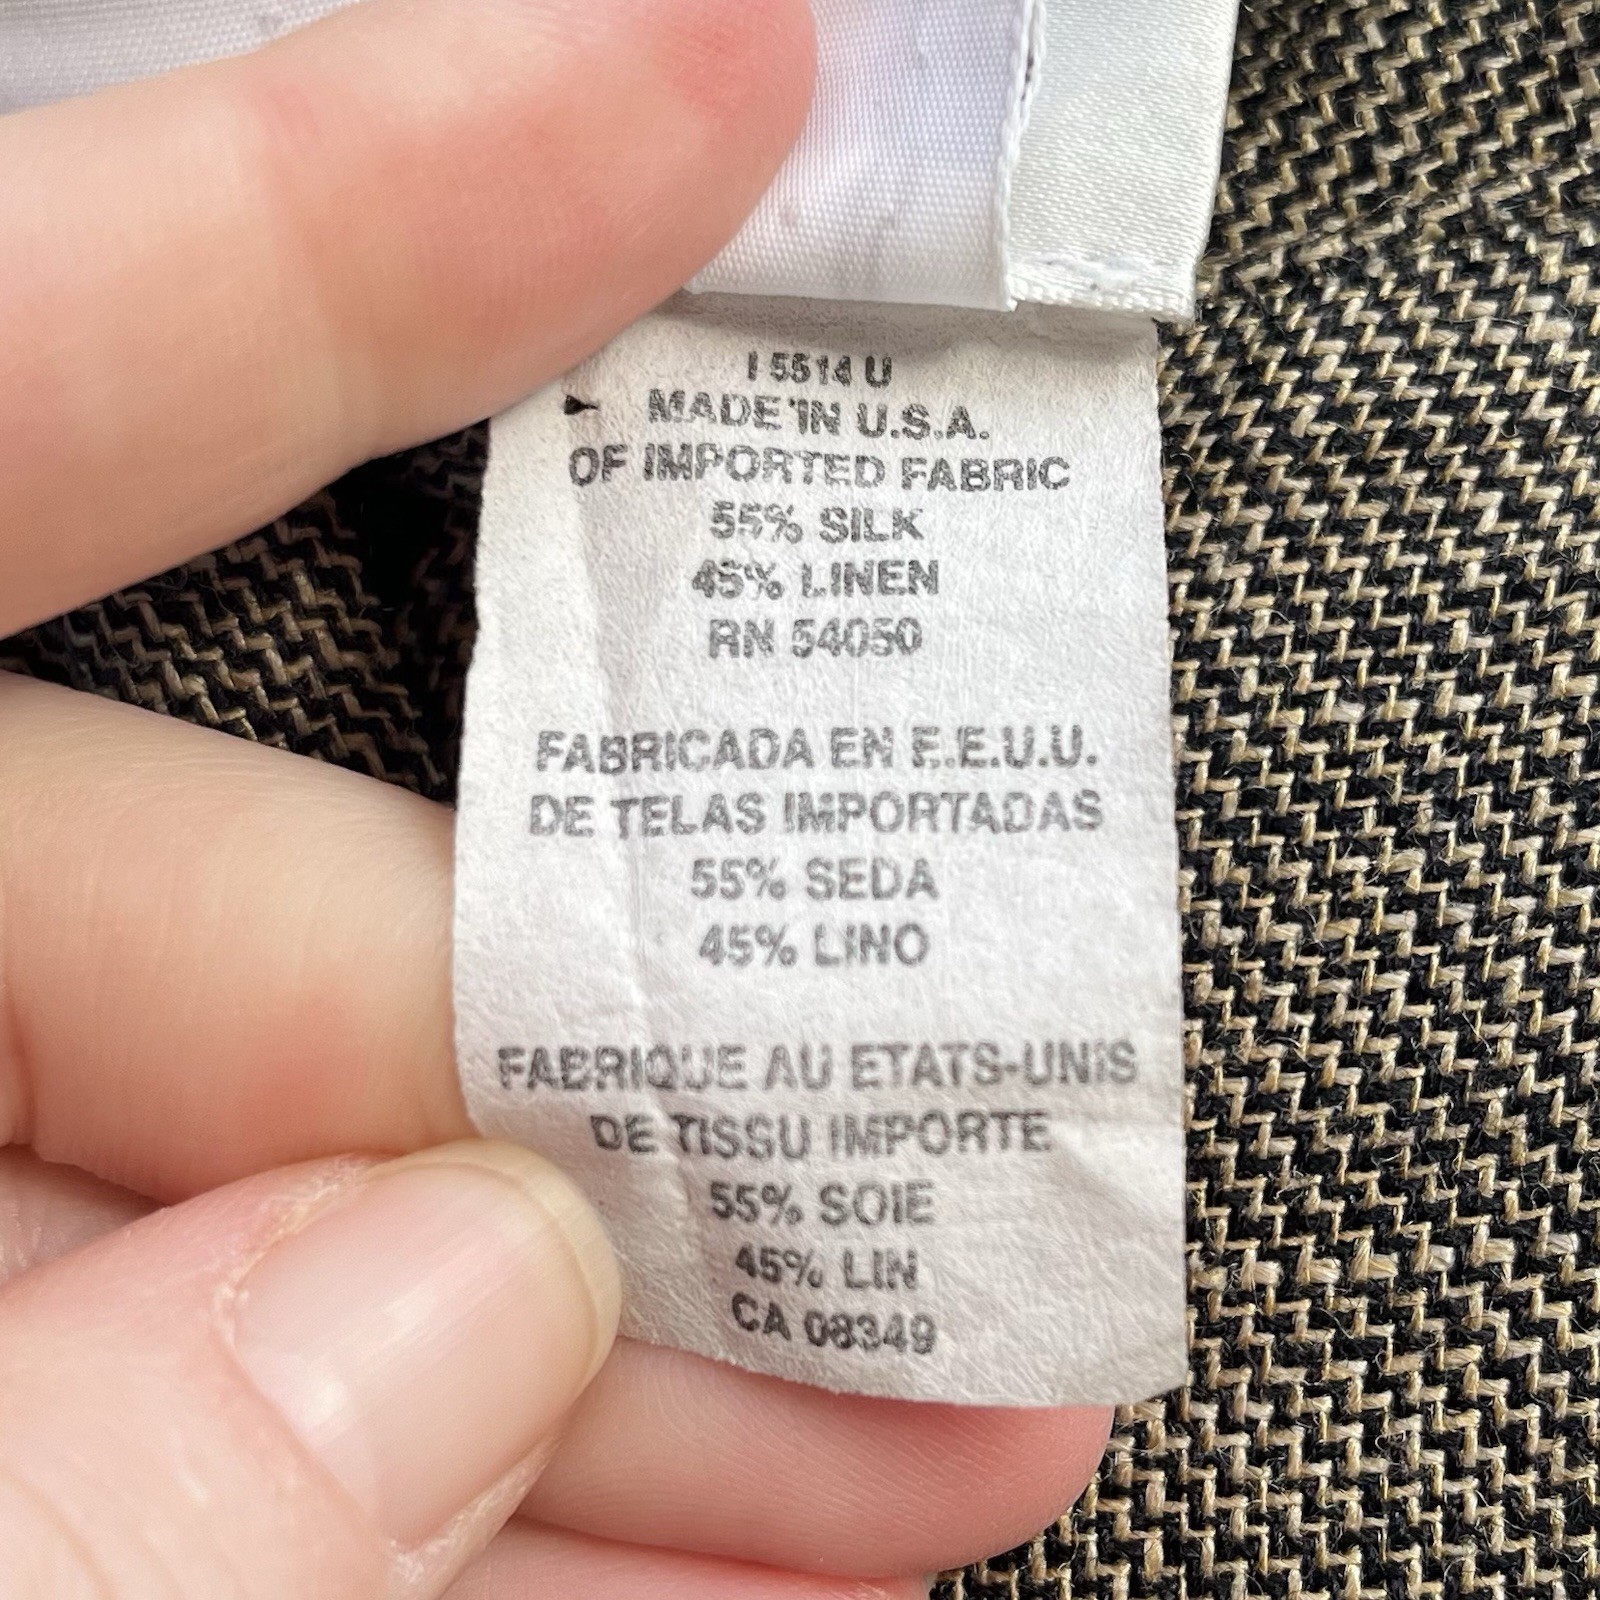 I 5514 U
MADE IN U.S.A.
OF IMPORTED FABRIC
55% SILK
45% LINEN
RN 54050
FABRICADA EN E.E.U.U.
DE TELAS IMPORTADAS
55% SEDA
45% LINO
FABRIQUE AU ETATS-UNIS
DE TISSU IMPORTE
55% SOIE
45% LIN
CA 08349